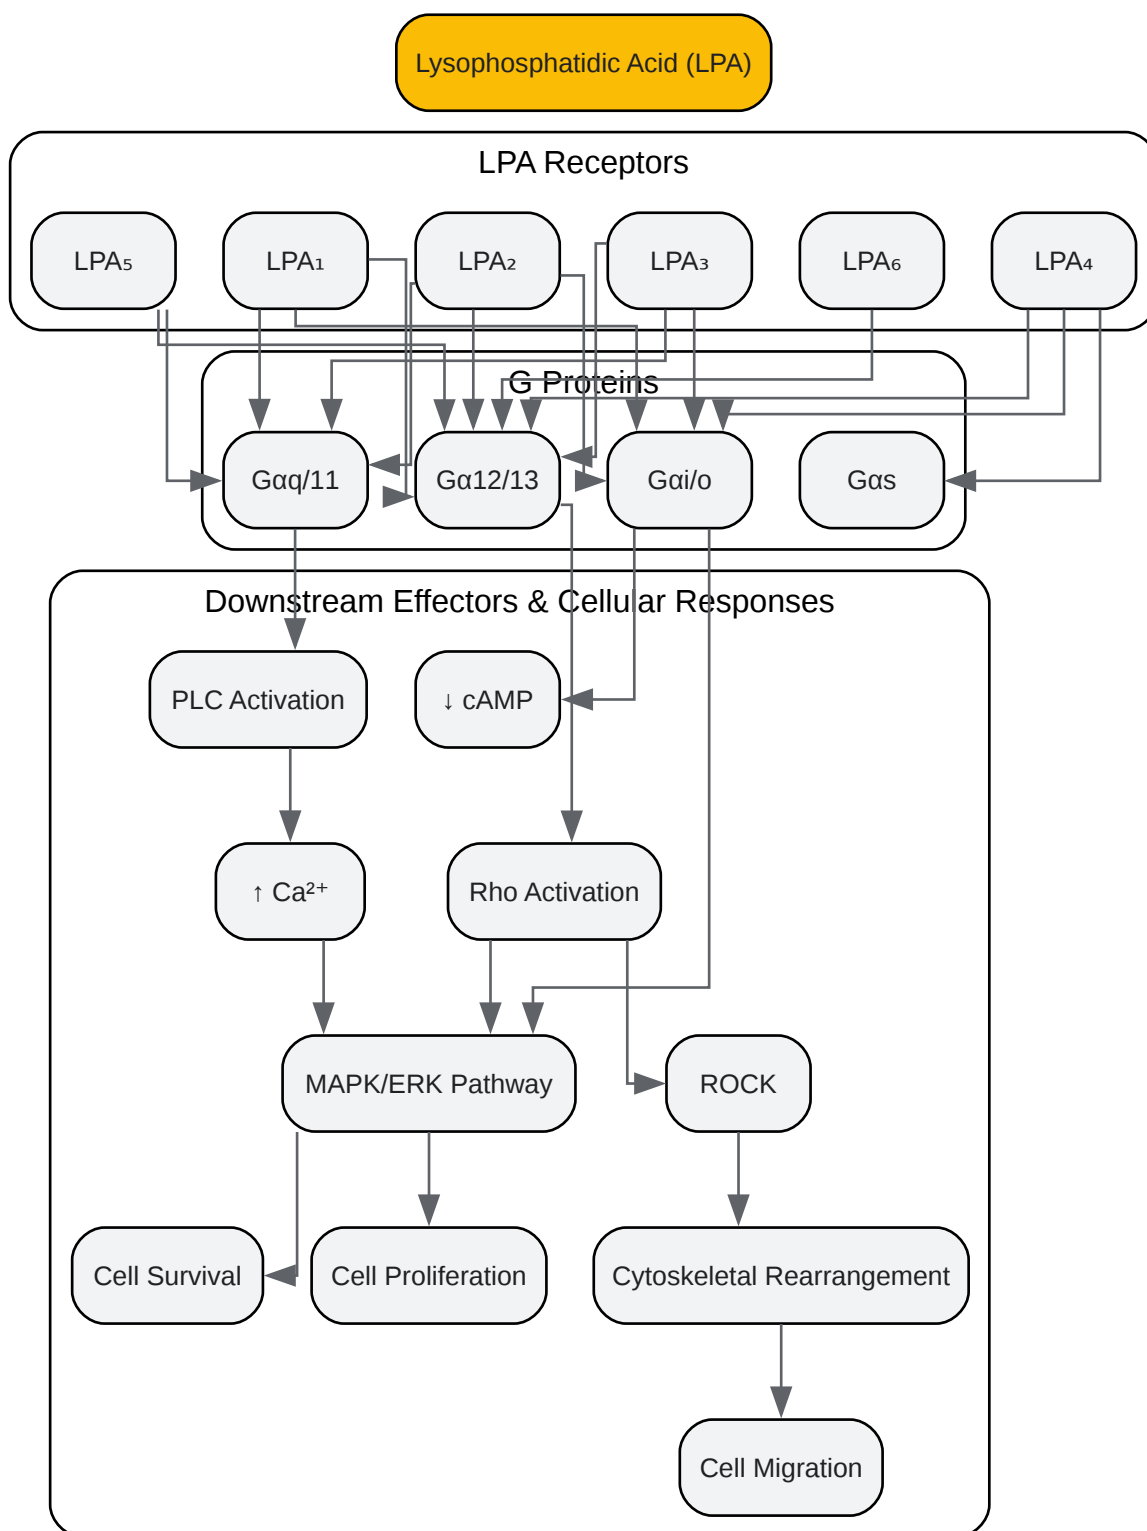 Lysophosphatidic Acid (LPA)
LPA Receptors
LPA₅
LPA₁
LPA₂
LPA₃
LPA₆
LPA₄
G Proteins
Gαq/11
Gα12/13
Gαi/o
Gαs
Downstream Effectors & Cellular Responses
PLC Activation
↓ cAMP
↑ Ca²⁺
Rho Activation
MAPK/ERK Pathway
ROCK
Cell Survival
Cell Proliferation
Cytoskeletal Rearrangement
Cell Migration